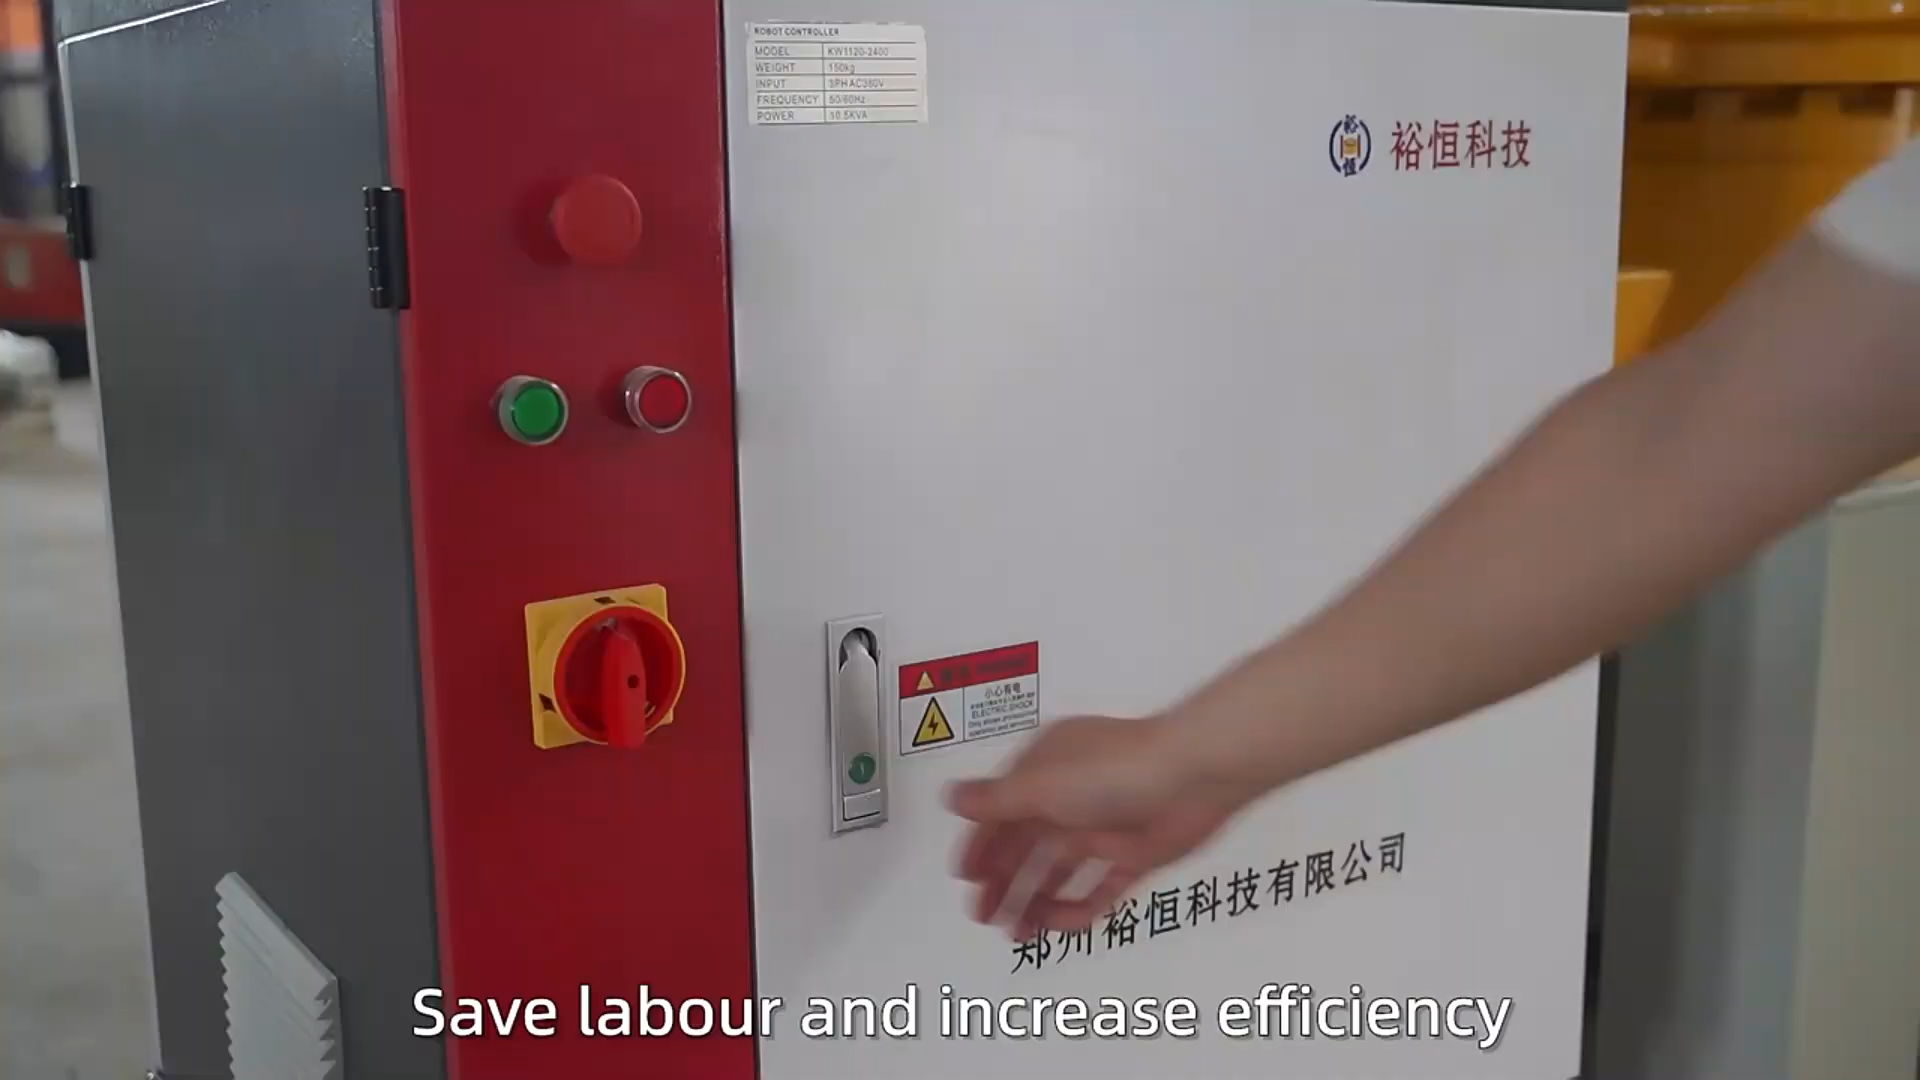 ROBOT CONTROLLER
MODEL KW1120-2400
WEIGHT 150kg
INPUT 3PH AC380V
FREQUENCY 50/60Hz
POWER 10.5KVA
裕恒
裕恒科技
小心有电
ELECTRIC SHOCK
郑州裕恒科技有限公司
Save labour and increase efficiency